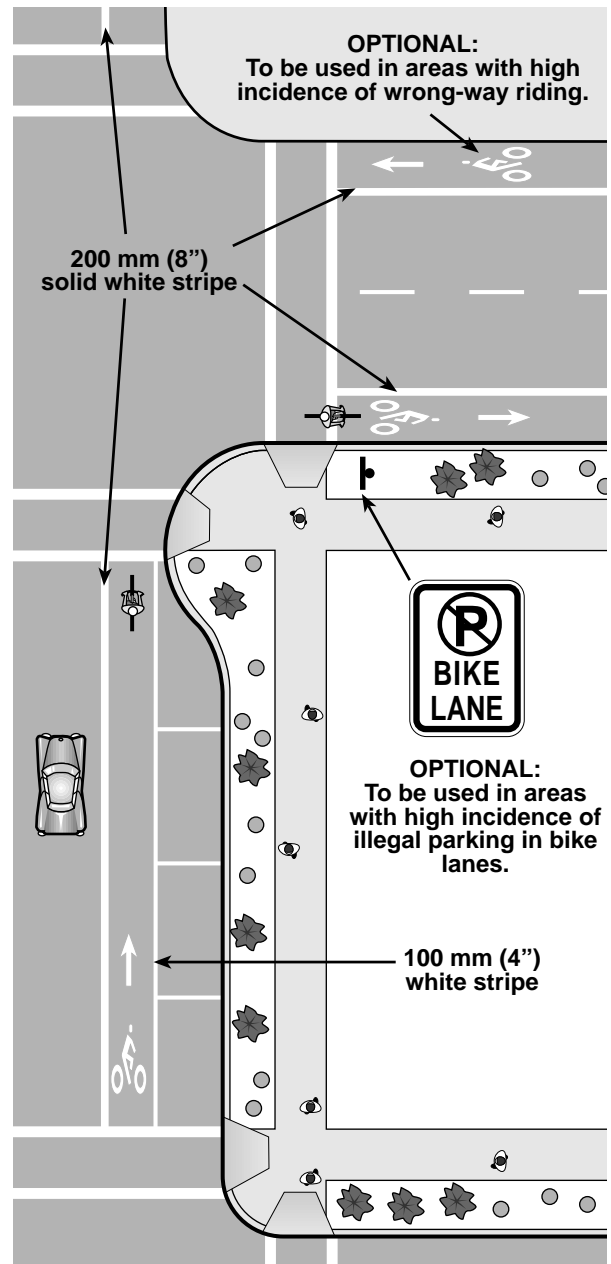 OPTIONAL:
To be used in areas with high
incidence of wrong-way riding.
200 mm (8”)
solid white stripe
P
BIKE
LANE
OPTIONAL:
To be used in areas
with high incidence of
illegal parking in bike
lanes.
100 mm (4”)
white stripe